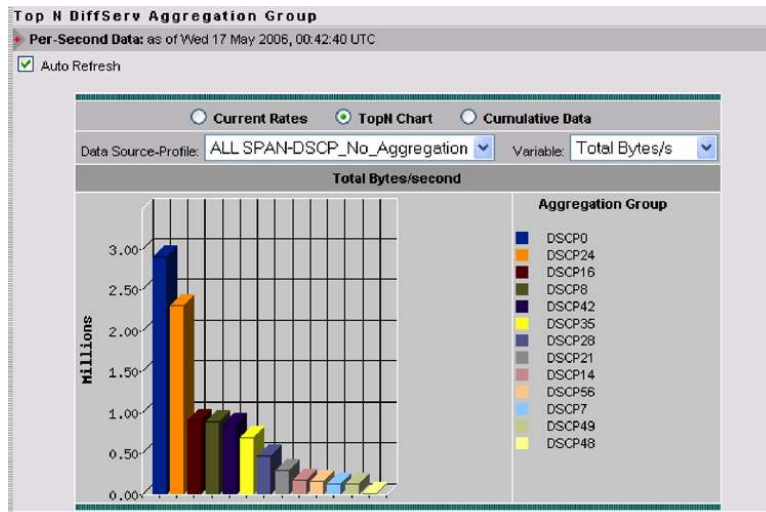 Top N DiffServ Aggregation Group
Per-Second Data: as of Wed 17 May 2006, 00:42:40 UTC
Auto Refresh
Current Rates TopN Chart Cumulative Data
Data Source-Profile: ALL SPAN-DSCP_No_Aggregation Variable: Total Bytes/s
Total Bytes/second
Aggregation Group
DSCP0
DSCP24
DSCP16
DSCP8
DSCP42
DSCP35
DSCP28
DSCP21
DSCP14
DSCP56
DSCP7
DSCP49
DSCP48
Millions
3.00
2.50
2.00
1.50
1.00
0.50
0.00